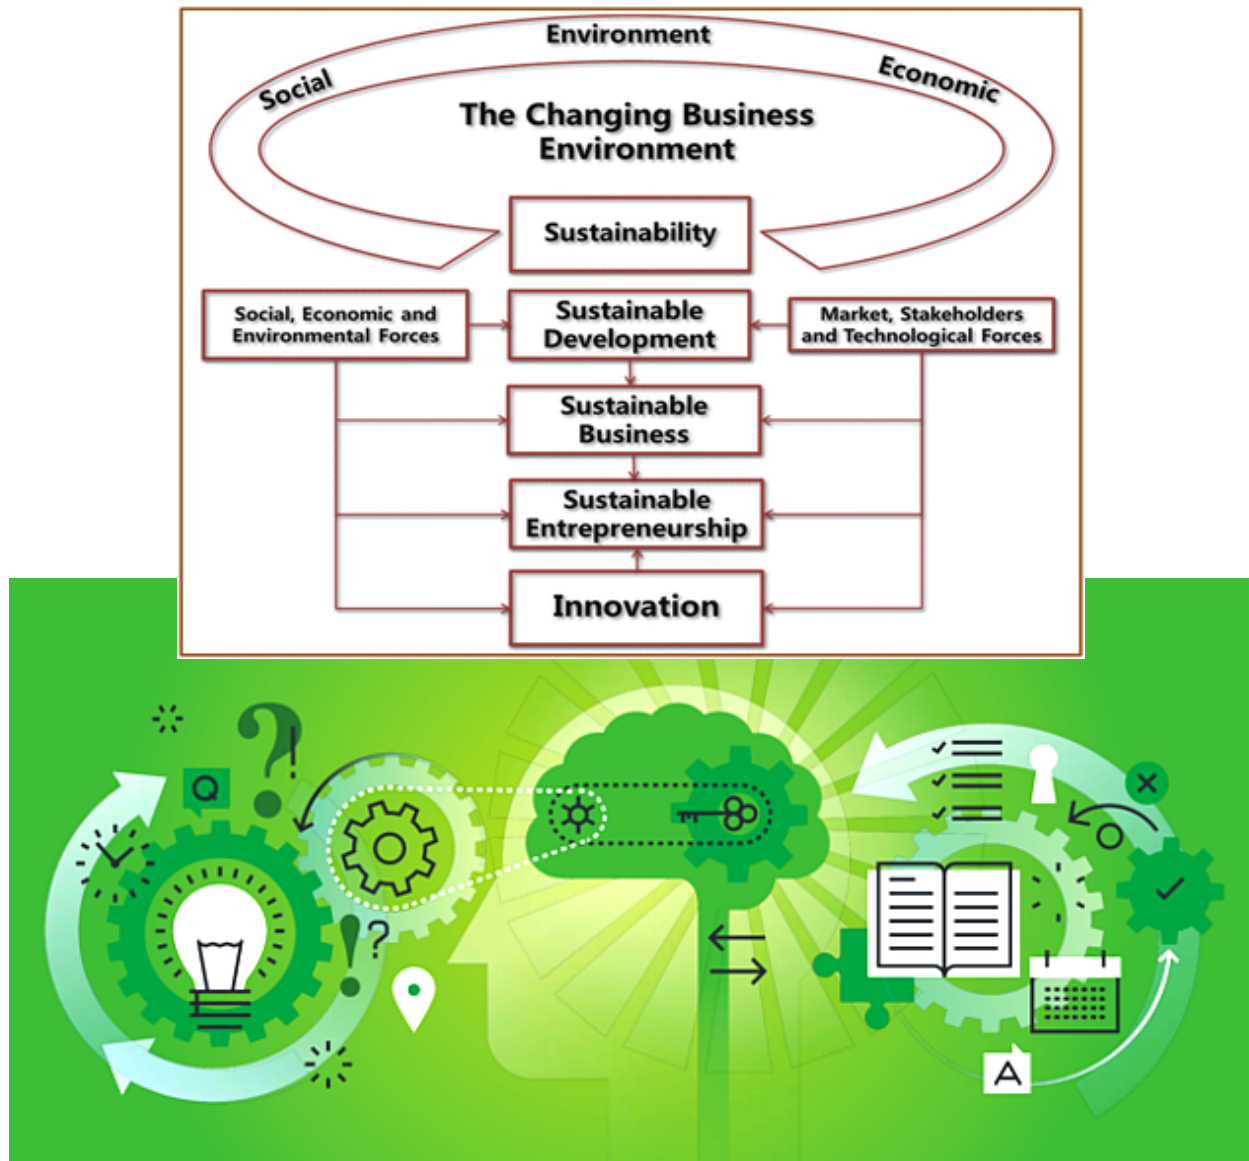 Environment
Social
Economic
The Changing Business
Environment
Sustainability
Social, Economic and
Environmental Forces
Sustainable
Development
Market, Stakeholders
and Technological Forces
Sustainable
Business
Sustainable
Entrepreneurship
Innovation
?
!
Q
!
?
A